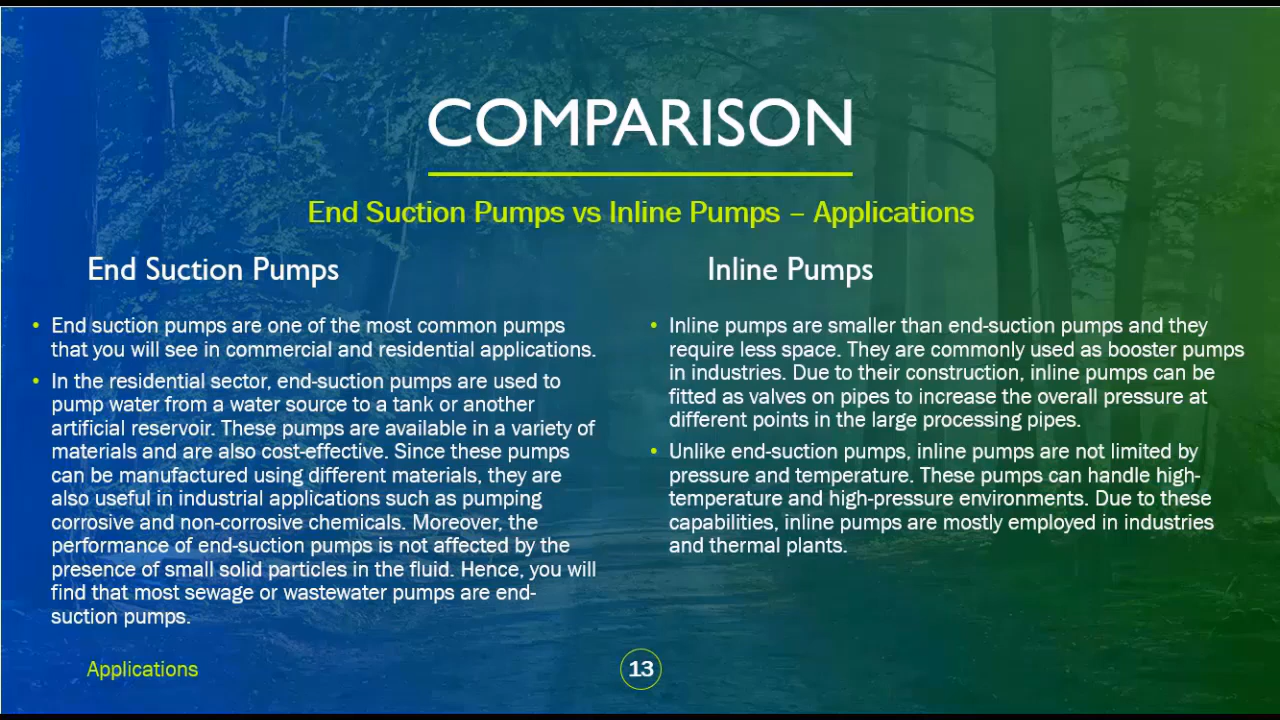 COMPARISON
End Suction Pumps vs Inline Pumps – Applications
End Suction Pumps
• End suction pumps are one of the most common pumps
that you will see in commercial and residential applications.
• In the residential sector, end-suction pumps are used to
pump water from a water source to a tank or another
artificial reservoir. These pumps are available in a variety of
materials and are also cost-effective. Since these pumps
can be manufactured using different materials, they are
also useful in industrial applications such as pumping
corrosive and non-corrosive chemicals. Moreover, the
performance of end-suction pumps is not affected by the
presence of small solid particles in the fluid. Hence, you will
find that most sewage or wastewater pumps are end-
suction pumps.
Inline Pumps
• Inline pumps are smaller than end-suction pumps and they
require less space. They are commonly used as booster pumps
in industries. Due to their construction, inline pumps can be
fitted as valves on pipes to increase the overall pressure at
different points in the large processing pipes.
• Unlike end-suction pumps, inline pumps are not limited by
pressure and temperature. These pumps can handle high-
temperature and high-pressure environments. Due to these
capabilities, inline pumps are mostly employed in industries
and thermal plants.
Applications
13